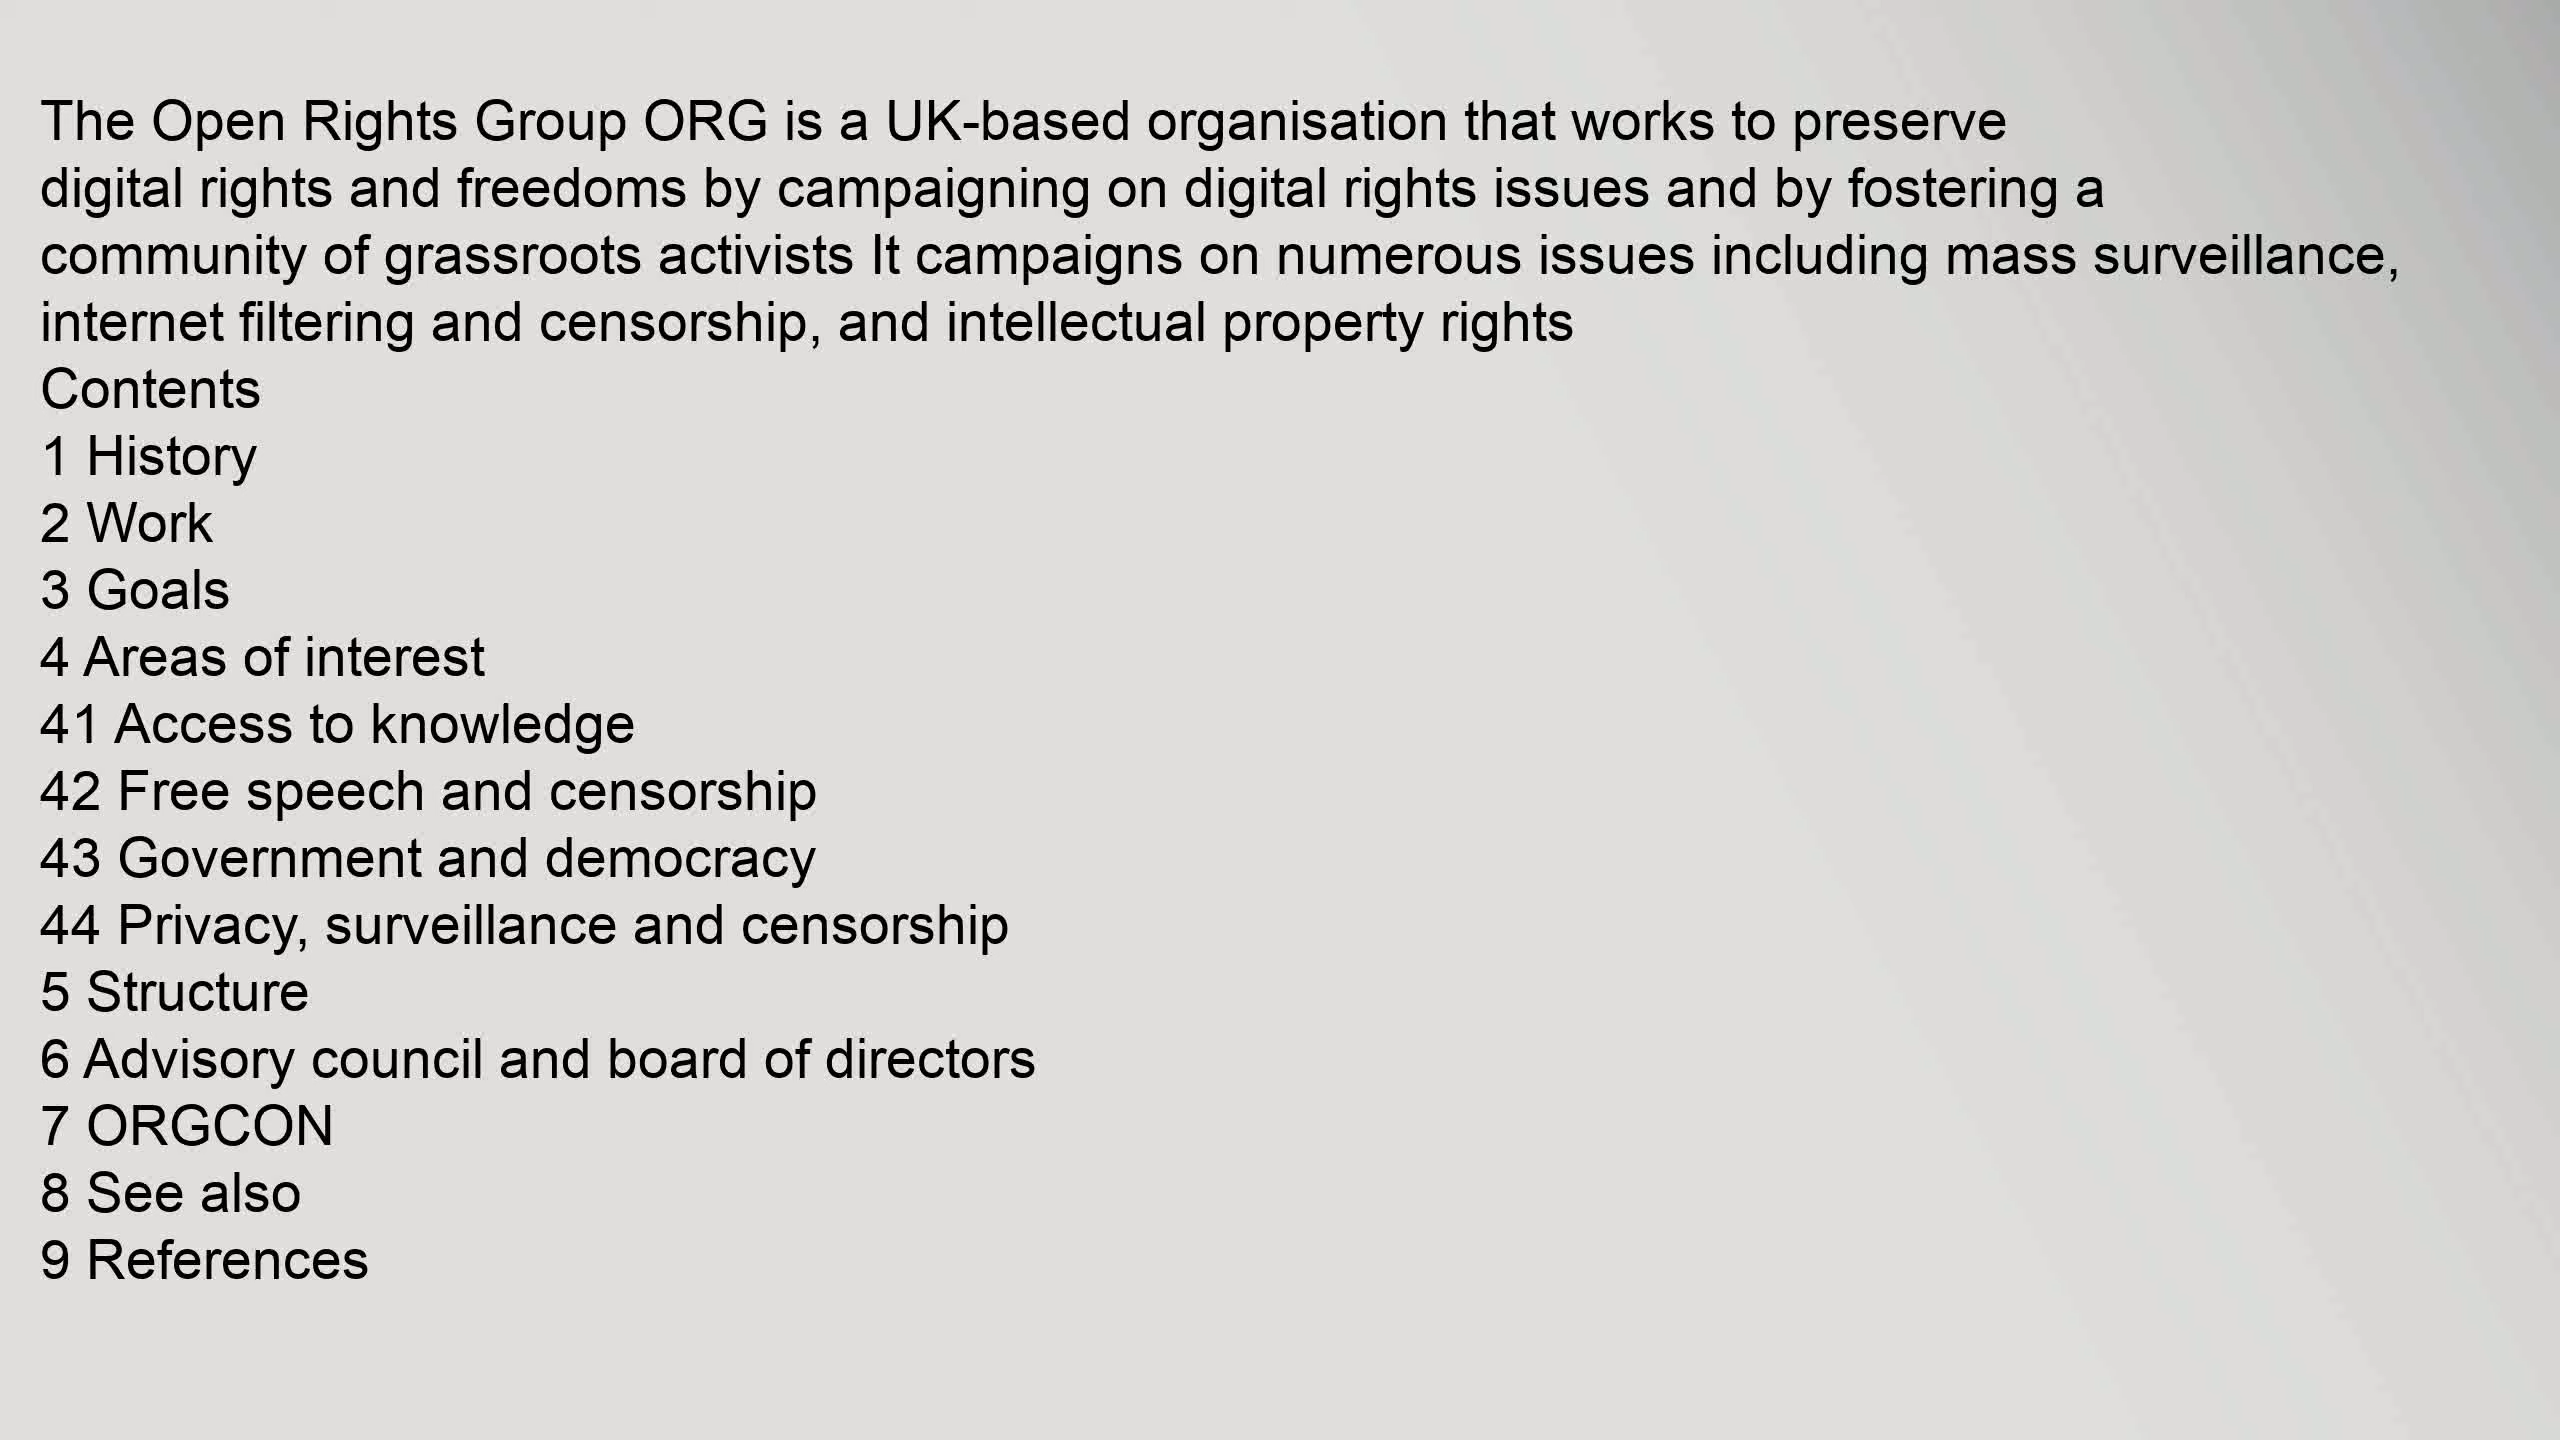 The Open Rights Group ORG is a UK-based organisation that works to preserve
digital rights and freedoms by campaigning on digital rights issues and by fostering a
community of grassroots activists It campaigns on numerous issues including mass surveillance,
internet filtering and censorship, and intellectual property rights
Contents
1 History
2 Work
3 Goals
4 Areas of interest
41 Access to knowledge
42 Free speech and censorship
43 Government and democracy
44 Privacy, surveillance and censorship
5 Structure
6 Advisory council and board of directors
7 ORGCON
8 See also
9 References